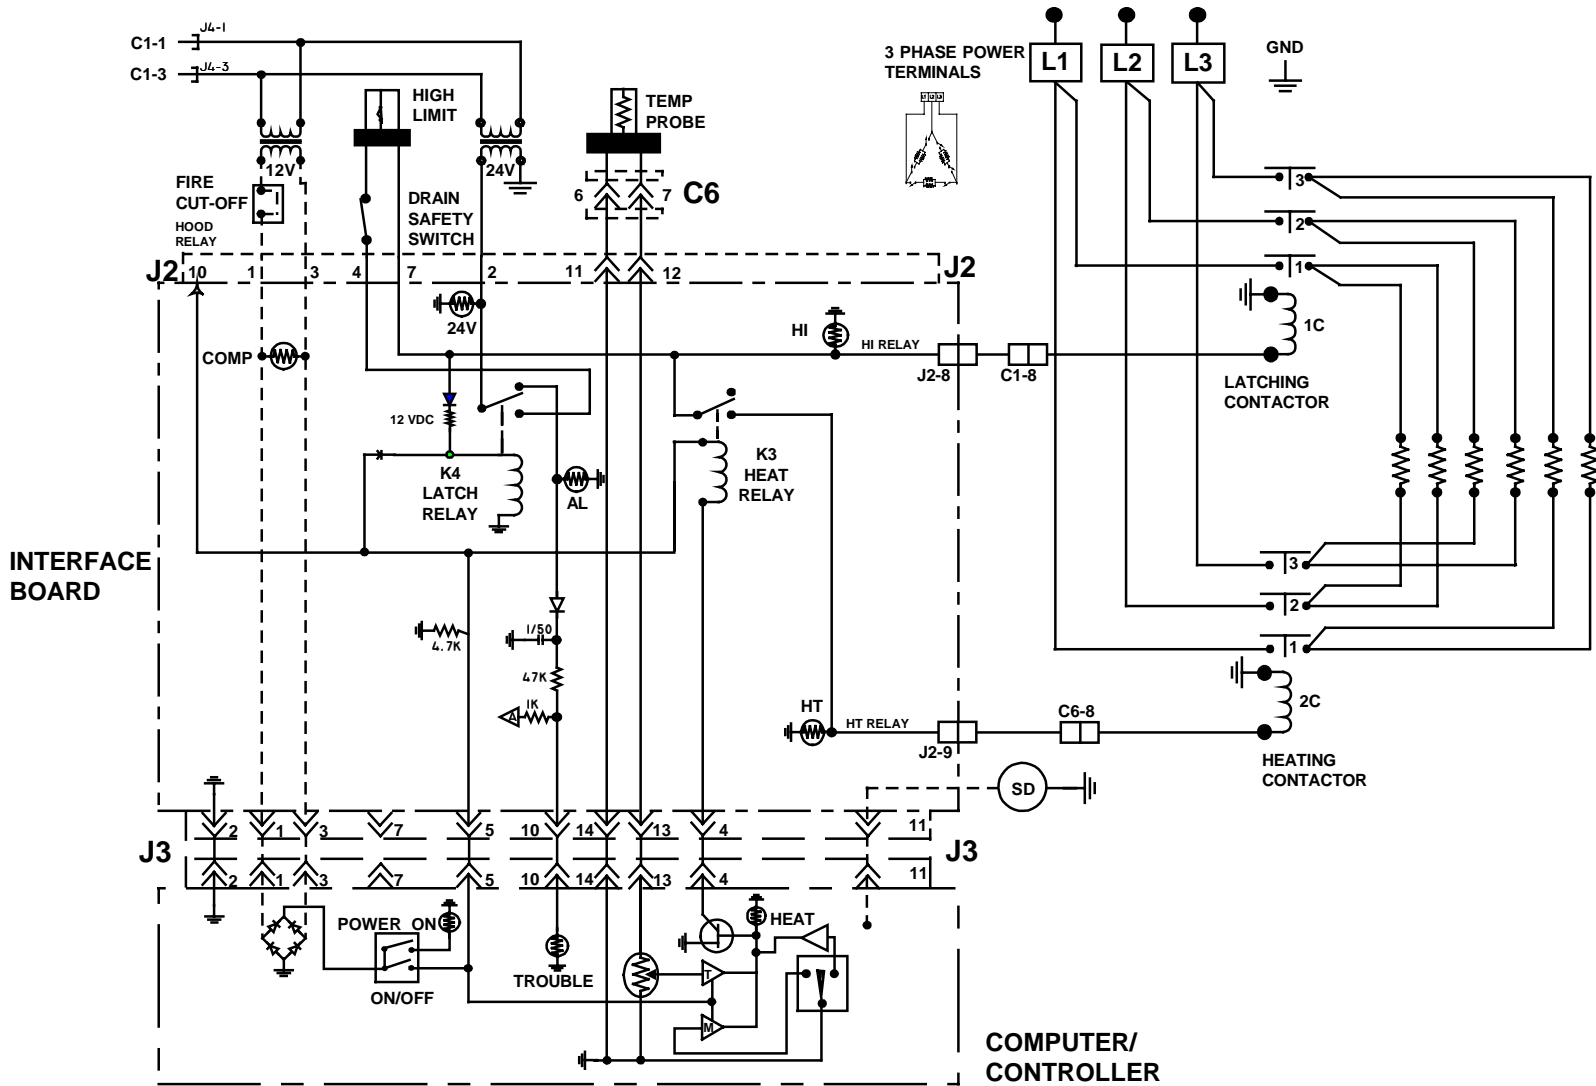 C1-1
J4-1
C1-3
J4-3
HIGH
LIMIT
TEMP
PROBE
3 PHASE POWER
TERMINALS
L1
L2
L3
GND
12V
24V
FIRE
CUT-OFF
HOOD
RELAY
DRAIN
SAFETY
SWITCH
6
7
C6
3
2
1
J2
10
1
3
4
7
2
11
12
J2
24V
COMP
HI
HI RELAY
J2-8
C1-8
1C
LATCHING
CONTACTOR
12 VDC
K4
LATCH
RELAY
AL
K3
HEAT
RELAY
INTERFACE
BOARD
3
2
1
4.7K
1/50
47K
1K
A
HT
HT RELAY
J2-9
C6-8
2C
HEATING
CONTACTOR
SD
J3
2
1
3
7
5
10
14
13
4
11
J3
2
1
3
7
5
10
14
13
4
11
POWER ON
ON/OFF
TROUBLE
HEAT
T
M
COMPUTER/
CONTROLLER